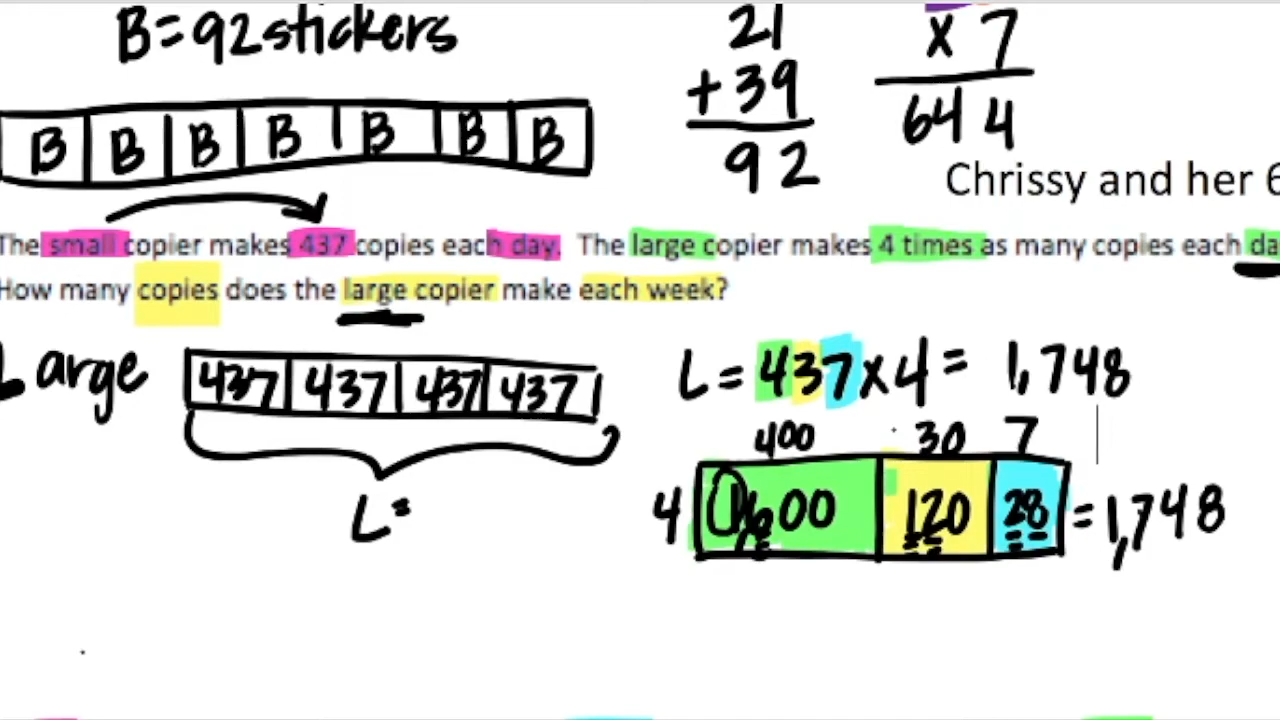 B=92stickers
21
+39
92
x 7
644
B B B B B B B
Chrissy and her 6
The small copier makes 437 copies each day. The large copier makes 4 times as many copies each da
How many copies does the large copier make each week?
Large
437 437 437 437
L=
L=437x4= 1,748
400 30 7
4 1,600 120 28 =1,748